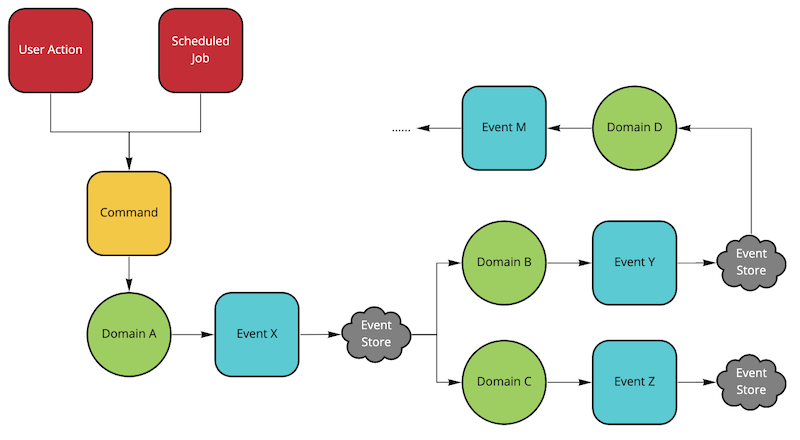 User Action
Scheduled
Job
......
Event M
Domain D
Command
Domain B
Event Y
Event
Store
Domain A
Event X
Event
Store
Domain C
Event Z
Event
Store